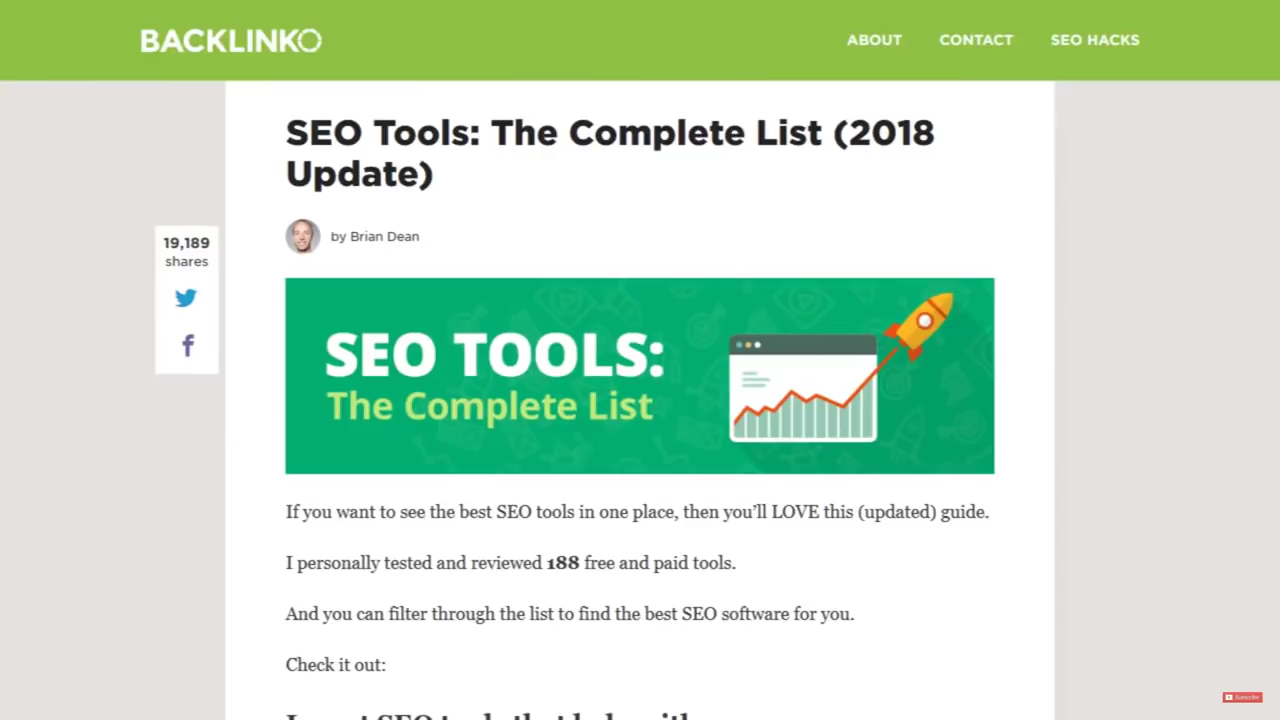 BACKLINKO
ABOUT CONTACT SEO HACKS
SEO Tools: The Complete List (2018
Update)
by Brian Dean
19,189
shares
SEO TOOLS:
The Complete List
If you want to see the best SEO tools in one place, then you’ll LOVE this (updated) guide.
I personally tested and reviewed 188 free and paid tools.
And you can filter through the list to find the best SEO software for you.
Check it out:
Subscribe